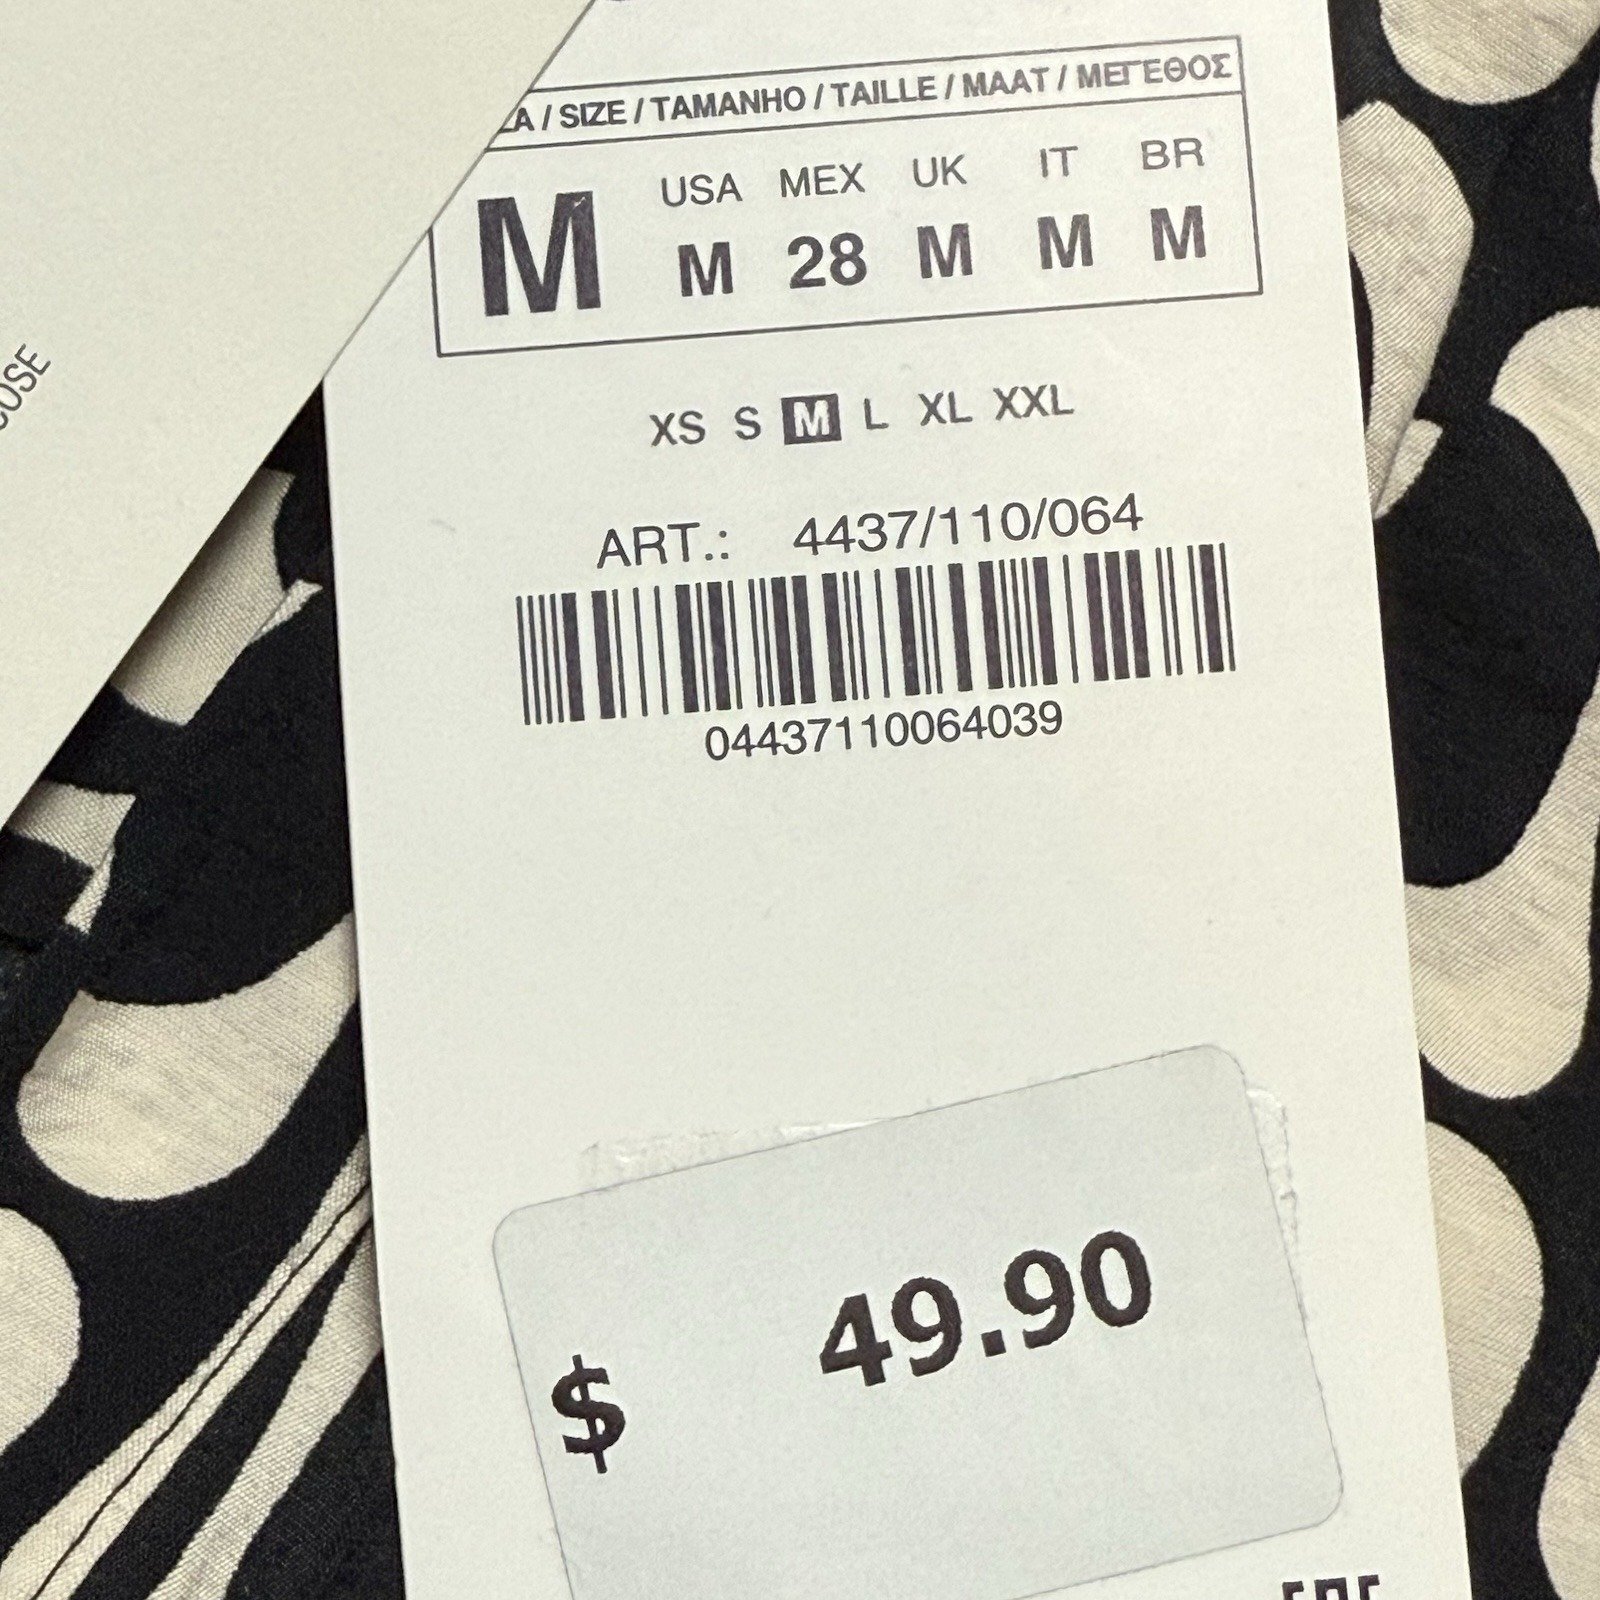 / SIZE / TAMANHO / TAILLE / MAAT / ΜΕΓΕΘΟΣ
USA MEX UK IT BR
M M 28 M M M
XS S M L XL XXL
ART.: 4437/110/064
04437110064039
$ 49.90